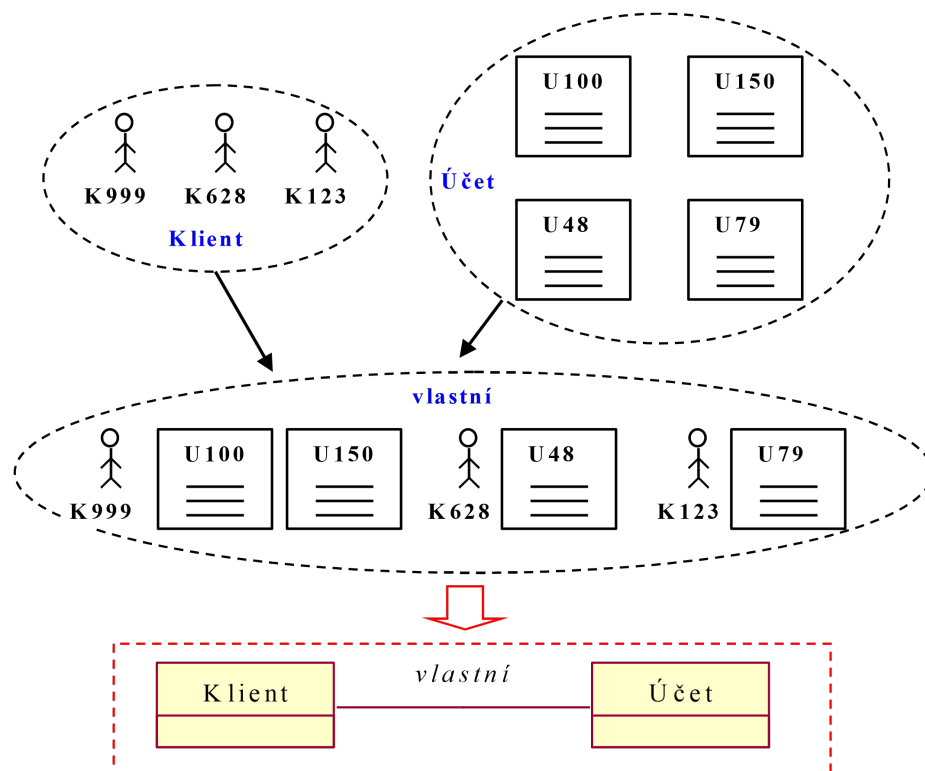 U100 U150
K999 K628 K123
Účet
Klient
U48 U79
vlastní
U100 U150 U48 U79
K999 K628 K123
vlastní
Klient Účet